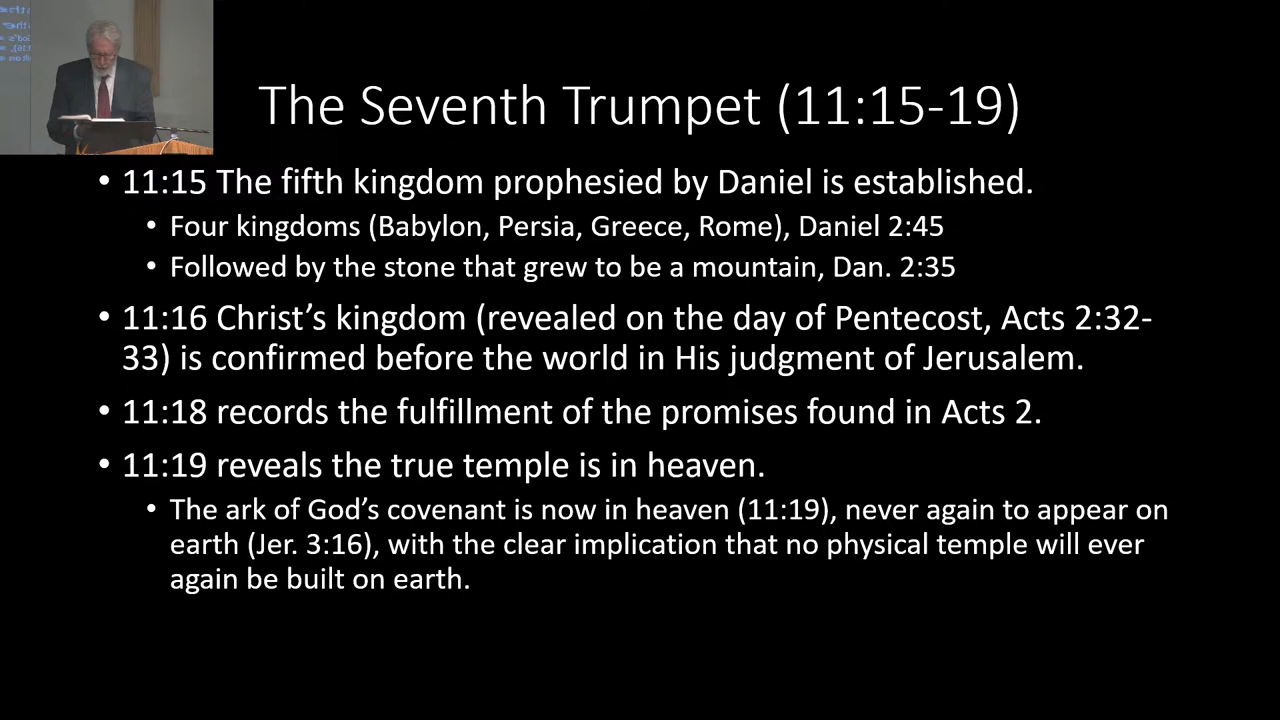 The Seventh Trumpet (11:15-19)
• 11:15 The fifth kingdom prophesied by Daniel is established.
• Four kingdoms (Babylon, Persia, Greece, Rome), Daniel 2:45
• Followed by the stone that grew to be a mountain, Dan. 2:35
• 11:16 Christ’s kingdom (revealed on the day of Pentecost, Acts 2:32-
33) is confirmed before the world in His judgment of Jerusalem.
• 11:18 records the fulfillment of the promises found in Acts 2.
• 11:19 reveals the true temple is in heaven.
• The ark of God’s covenant is now in heaven (11:19), never again to appear on
earth (Jer. 3:16), with the clear implication that no physical temple will ever
again be built on earth.